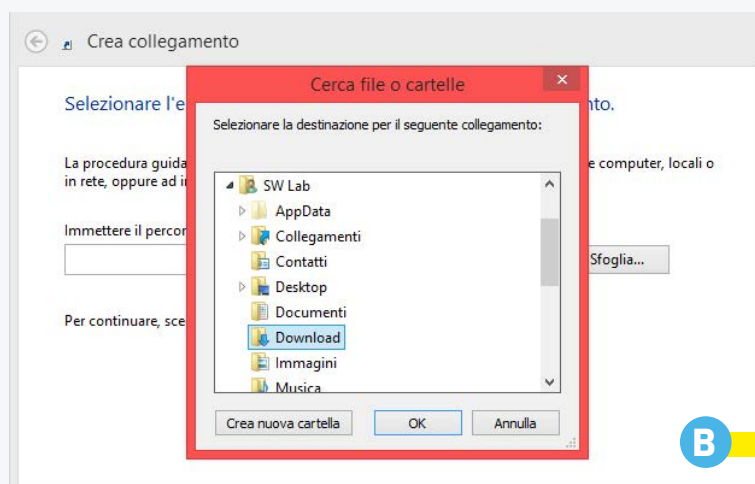 Crea collegamento
Cerca file o cartelle
Selezionare l'e
nto.
Selezionare la destinazione per il seguente collegamento:
La procedura guida
e computer, locali o
in rete, oppure ad i
SW Lab
AppData
Immettere il percor
Collegamenti
Contatti
Sfoglia...
Desktop
Documenti
Per continuare, sce
Download
Immagini
Musica
Crea nuova cartella
OK
Annulla
B